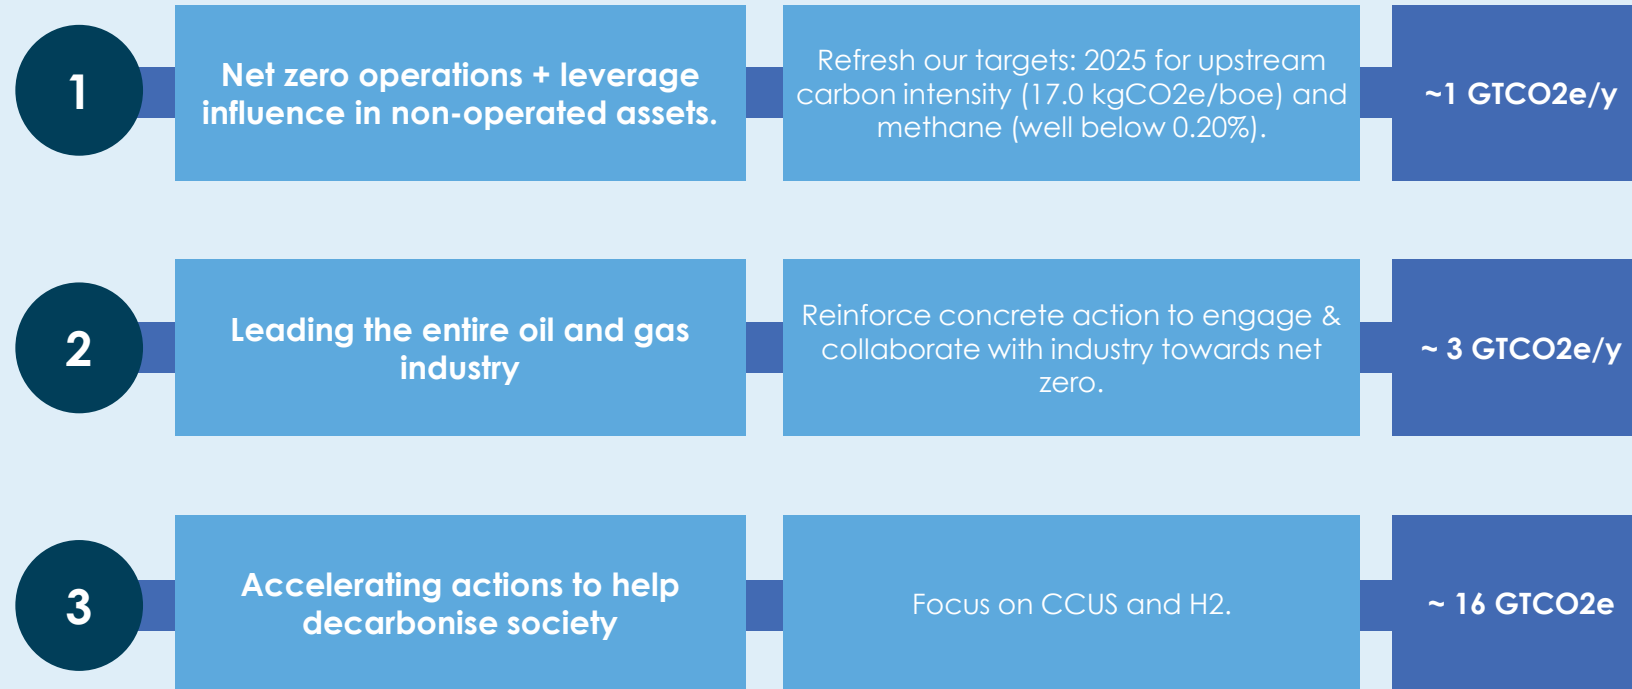 1
Net zero operations + leverage
influence in non-operated assets.
Refresh our targets: 2025 for upstream
carbon intensity (17.0 kgCO2e/boe) and
methane (well below 0.20%).
~1 GTCO2e/y
2
Leading the entire oil and gas
industry
Reinforce concrete action to engage &
collaborate with industry towards net
zero.
~ 3 GTCO2e/y
3
Accelerating actions to help
decarbonise society
Focus on CCUS and H2.
~ 16 GTCO2e